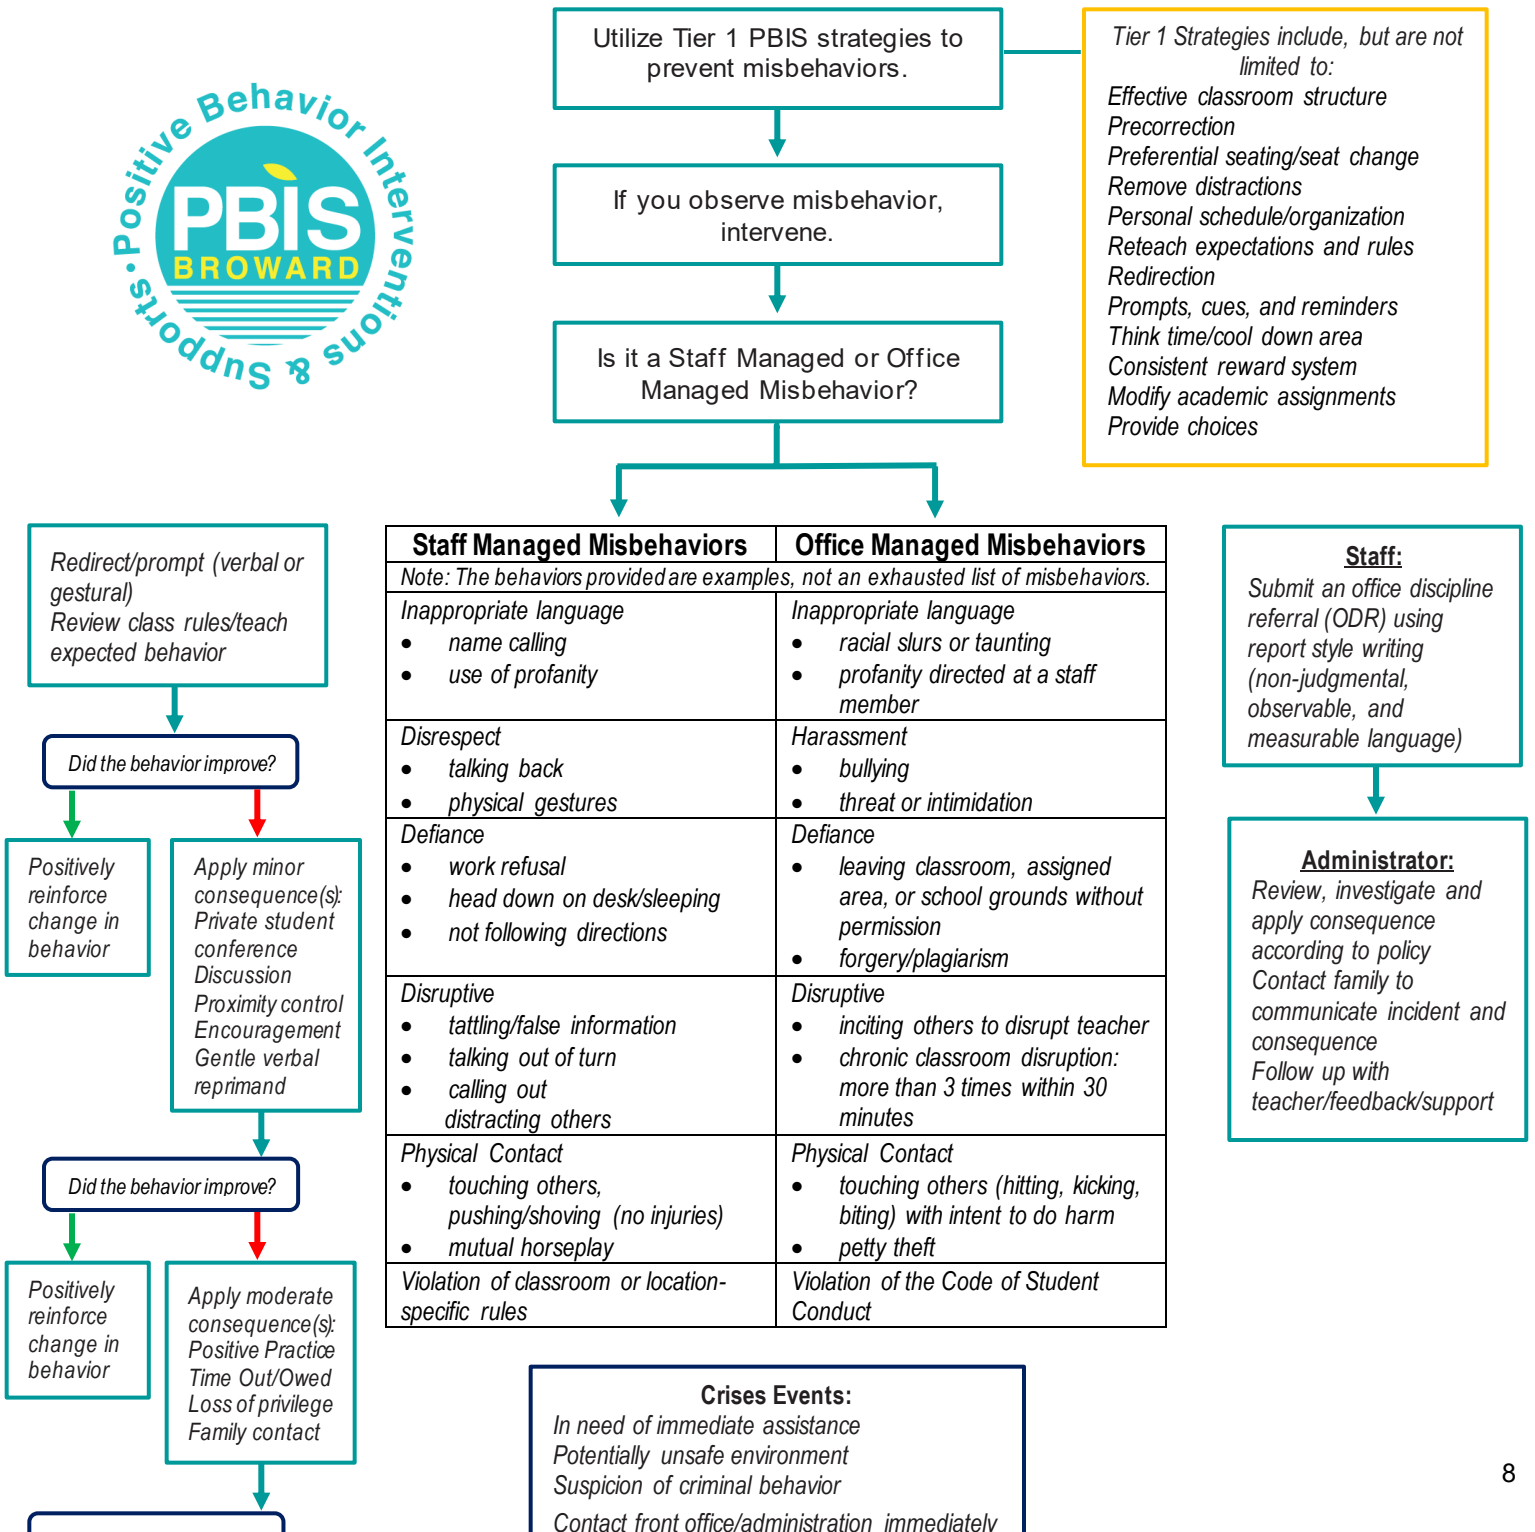 Utilize Tier 1 PBIS strategies to
prevent misbehaviors.
Tier 1 Strategies include, but are not
limited to:
Effective classroom structure
Precorrection
Preferential seating/seat change
Remove distractions
Personal schedule/organization
Reteach expectations and rules
Redirection
Prompts, cues, and reminders
Think time/cool down area
Consistent reward system
Modify academic assignments
Provide choices
Positive Behavior Interventions & Supports •
PBIS
BROWARD
If you observe misbehavior,
intervene.
Is it a Staff Managed or Office
Managed Misbehavior?
Redirect/prompt (verbal or
gestural)
Review class rules/teach
expected behavior
Did the behavior improve?
Positively
reinforce
change in
behavior
Apply minor
consequence(s):
Private student
conference
Discussion
Proximity control
Encouragement
Gentle verbal
reprimand
Did the behavior improve?
Positively
reinforce
change in
behavior
Apply moderate
consequence(s):
Positive Practice
Time Out/Owed
Loss of privilege
Family contact
Staff Managed Misbehaviors
Office Managed Misbehaviors
Note: The behaviors provided are examples, not an exhausted list of misbehaviors.
Inappropriate language
• name calling
• use of profanity
Inappropriate language
• racial slurs or taunting
• profanity directed at a staff
member
Disrespect
• talking back
• physical gestures
Harassment
• bullying
• threat or intimidation
Defiance
• work refusal
• head down on desk/sleeping
• not following directions
Defiance
• leaving classroom, assigned
area, or school grounds without
permission
• forgery/plagiarism
Disruptive
• tattling/false information
• talking out of turn
• calling out
distracting others
Disruptive
• inciting others to disrupt teacher
• chronic classroom disruption:
more than 3 times within 30
minutes
Physical Contact
• touching others,
pushing/shoving (no injuries)
• mutual horseplay
Physical Contact
• touching others (hitting, kicking,
biting) with intent to do harm
• petty theft
Violation of classroom or location-
specific rules
Violation of the Code of Student
Conduct
Staff:
Submit an office discipline
referral (ODR) using
report style writing
(non-judgmental,
observable, and
measurable language)
Administrator:
Review, investigate and
apply consequence
according to policy
Contact family to
communicate incident and
consequence
Follow up with
teacher/feedback/support
Crises Events:
In need of immediate assistance
Potentially unsafe environment
Suspicion of criminal behavior
Contact front office/administration immediately
8